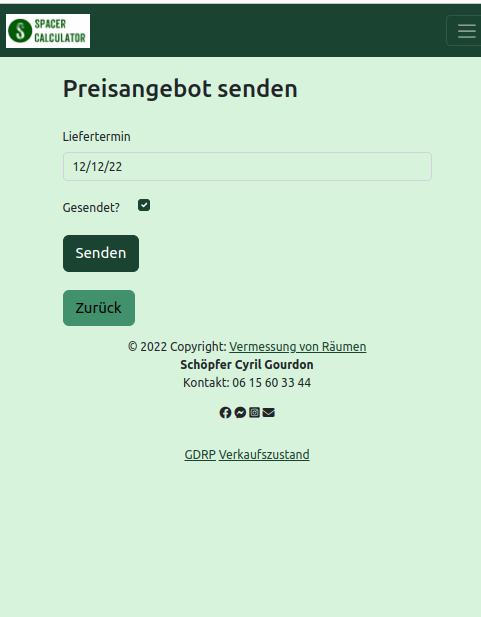 SPACER
CALCULATOR
Preisangebot senden
Liefertermin
12/12/22
Gesendet?
Senden
Zurück
© 2022 Copyright: Vermessung von Räumen
Schöpfer Cyril Gourdon
Kontakt: 06 15 60 33 44
GDRP Verkaufszustand